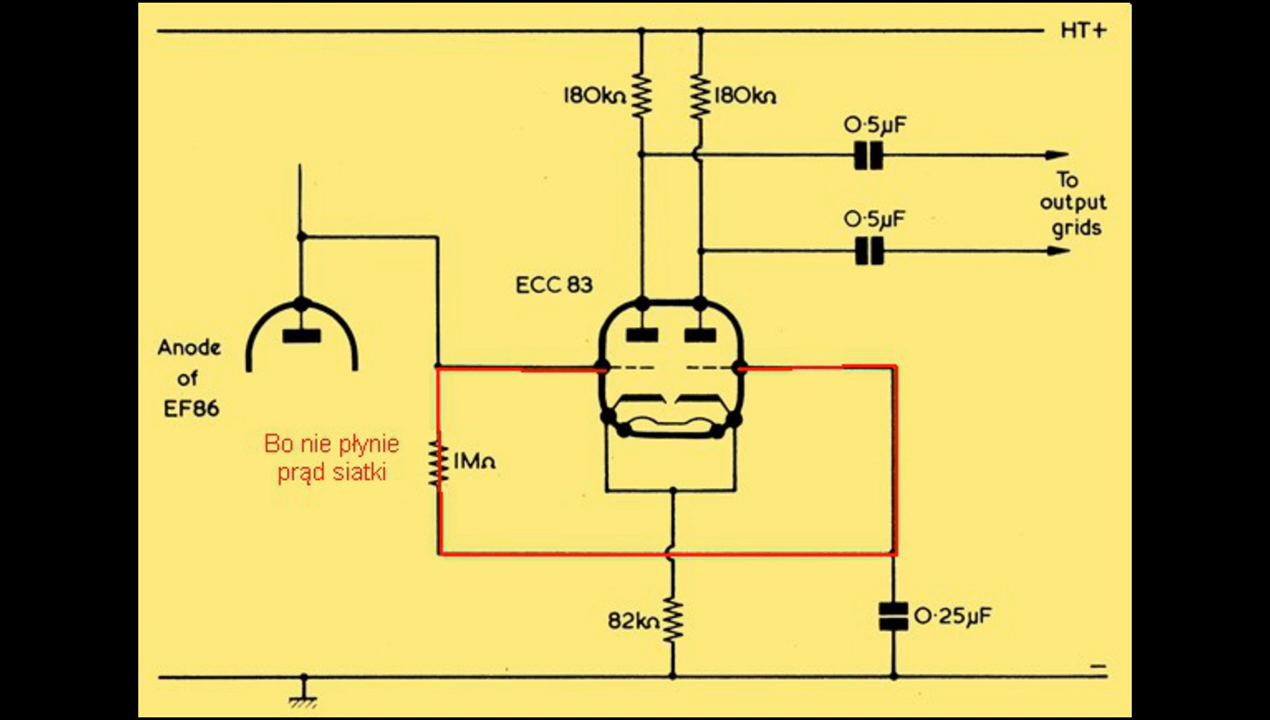 HT+
180kΩ
180kΩ
0·5µF
To
output
grids
0·5µF
ECC 83
Anode
of
EF86
Bo nie płynie
prąd siatki
1MΩ
82kΩ
0·25µF
−